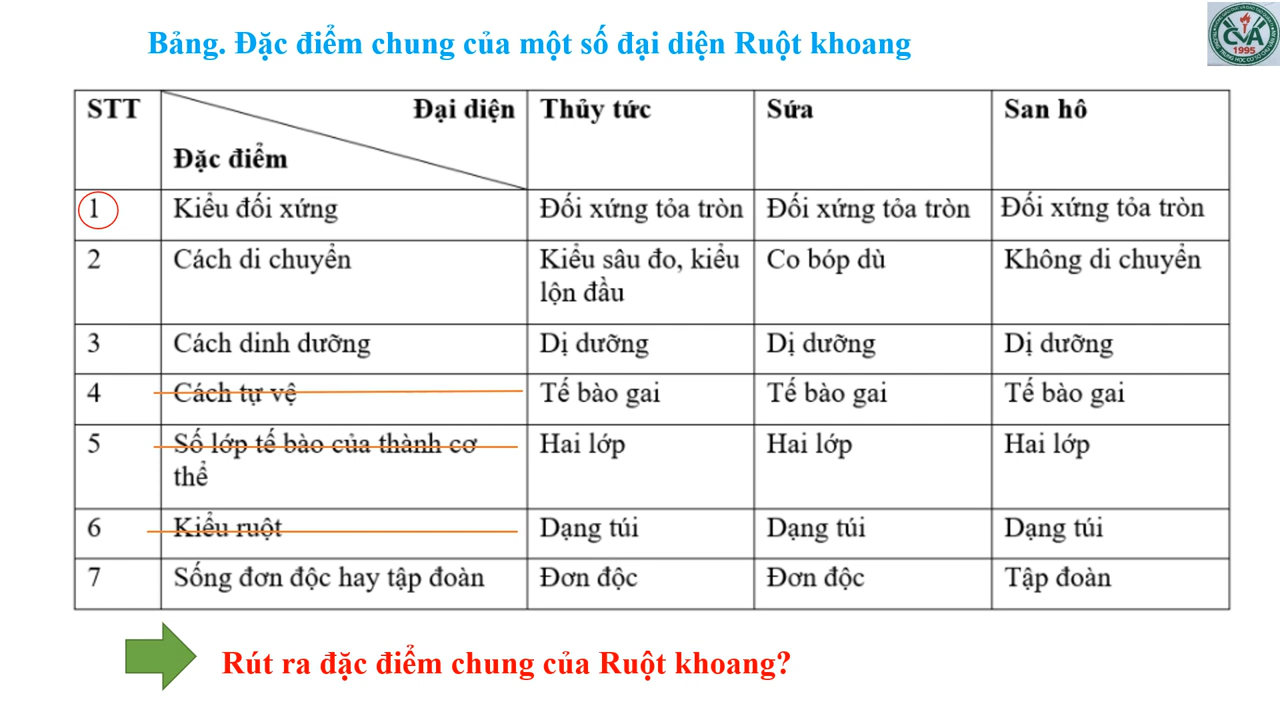 Bảng. Đặc điểm chung của một số đại diện Ruột khoang
CVA
1995
STT
Đại diện
Đặc điểm
Thủy tức
Sứa
San hô
1
Kiểu đối xứng
Đối xứng tỏa tròn
Đối xứng tỏa tròn
Đối xứng tỏa tròn
2
Cách di chuyển
Kiểu sâu đo, kiểu
lộn đầu
Co bóp dù
Không di chuyển
3
Cách dinh dưỡng
Dị dưỡng
Dị dưỡng
Dị dưỡng
4
Cách tự vệ
Tế bào gai
Tế bào gai
Tế bào gai
5
Số lớp tế bào của thành cơ
thể
Hai lớp
Hai lớp
Hai lớp
6
Kiểu ruột
Dạng túi
Dạng túi
Dạng túi
7
Sống đơn độc hay tập đoàn
Đơn độc
Đơn độc
Tập đoàn
Rút ra đặc điểm chung của Ruột khoang?